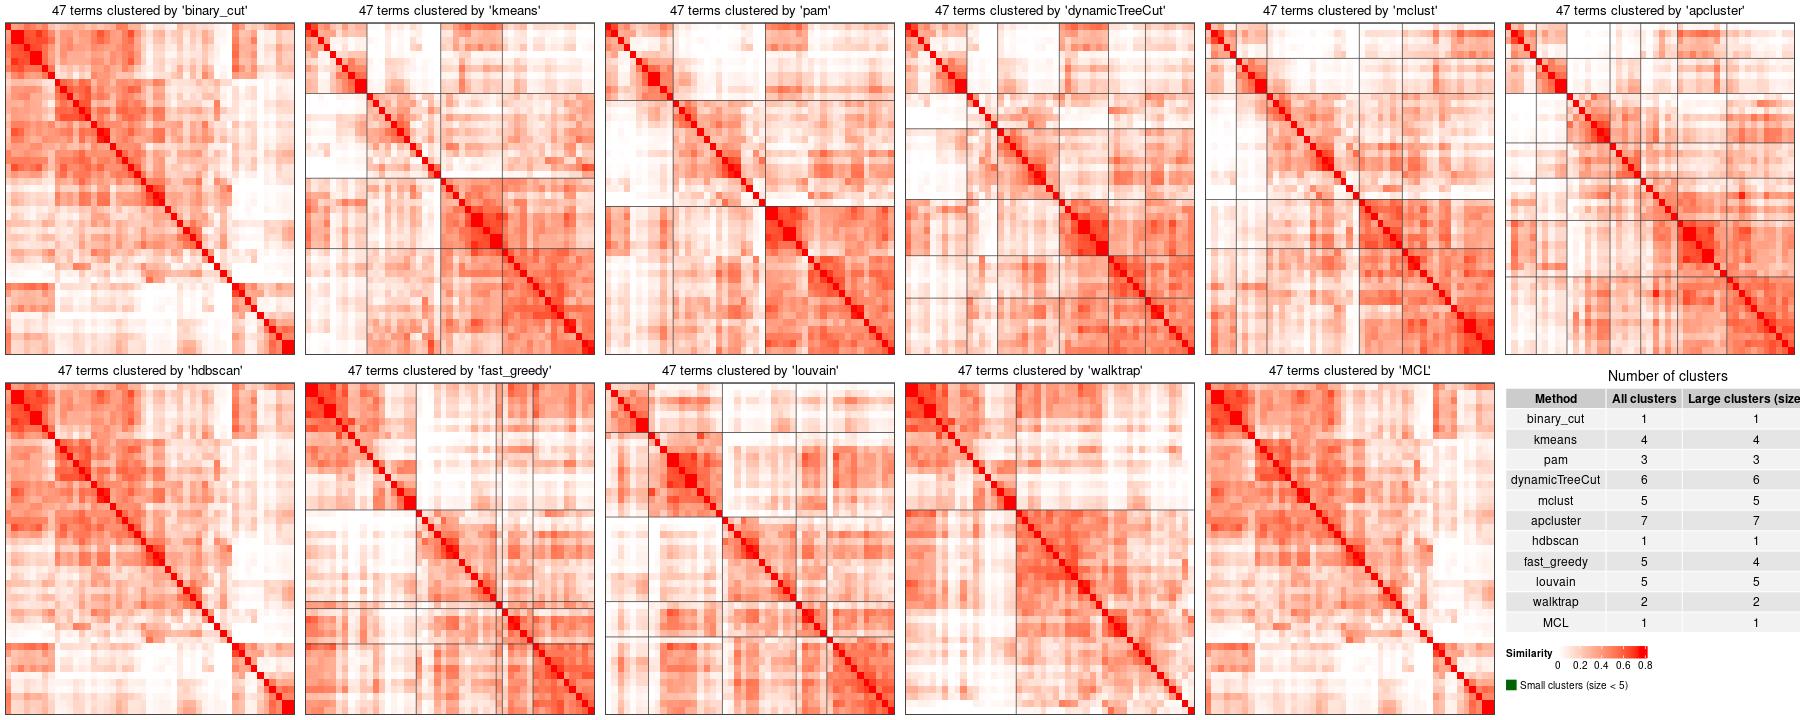 47 terms clustered by 'binary_cut'
47 terms clustered by 'kmeans'
47 terms clustered by 'pam'
47 terms clustered by 'dynamicTreeCut'
47 terms clustered by 'mclust'
47 terms clustered by 'apcluster'
47 terms clustered by 'hdbscan'
47 terms clustered by 'fast_greedy'
47 terms clustered by 'louvain'
47 terms clustered by 'walktrap'
47 terms clustered by 'MCL'
Number of clusters
Method All clusters Large clusters (size
binary_cut 1 1
kmeans 4 4
pam 3 3
dynamicTreeCut 6 6
mclust 5 5
apcluster 7 7
hdbscan 1 1
fast_greedy 5 4
louvain 5 5
walktrap 2 2
MCL 1 1
Similarity
0 0.2 0.4 0.6 0.8
Small clusters (size < 5)